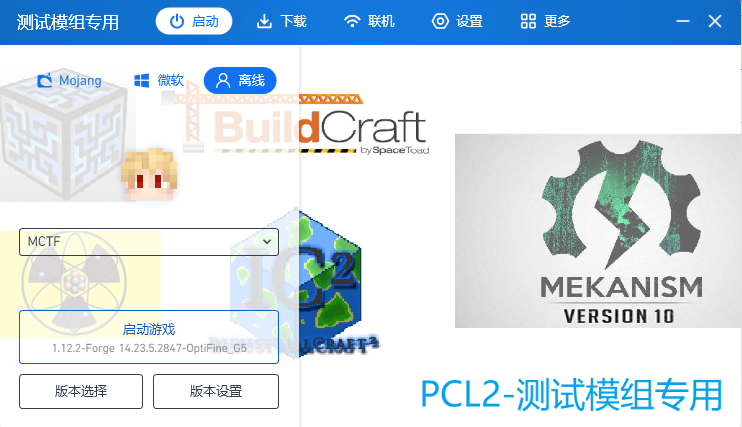 测试模组专用 启动 下载 联机 设置 更多
Mojang 微软 离线
BuildCraft
by SpaceToad
MCTF
IC²
INDUSTRIALCRAFT²
MEKANISM
VERSION 10
启动游戏
1.12.2-Forge 14.23.5.2847-OptiFine_G5
版本选择 版本设置
PCL2-测试模组专用